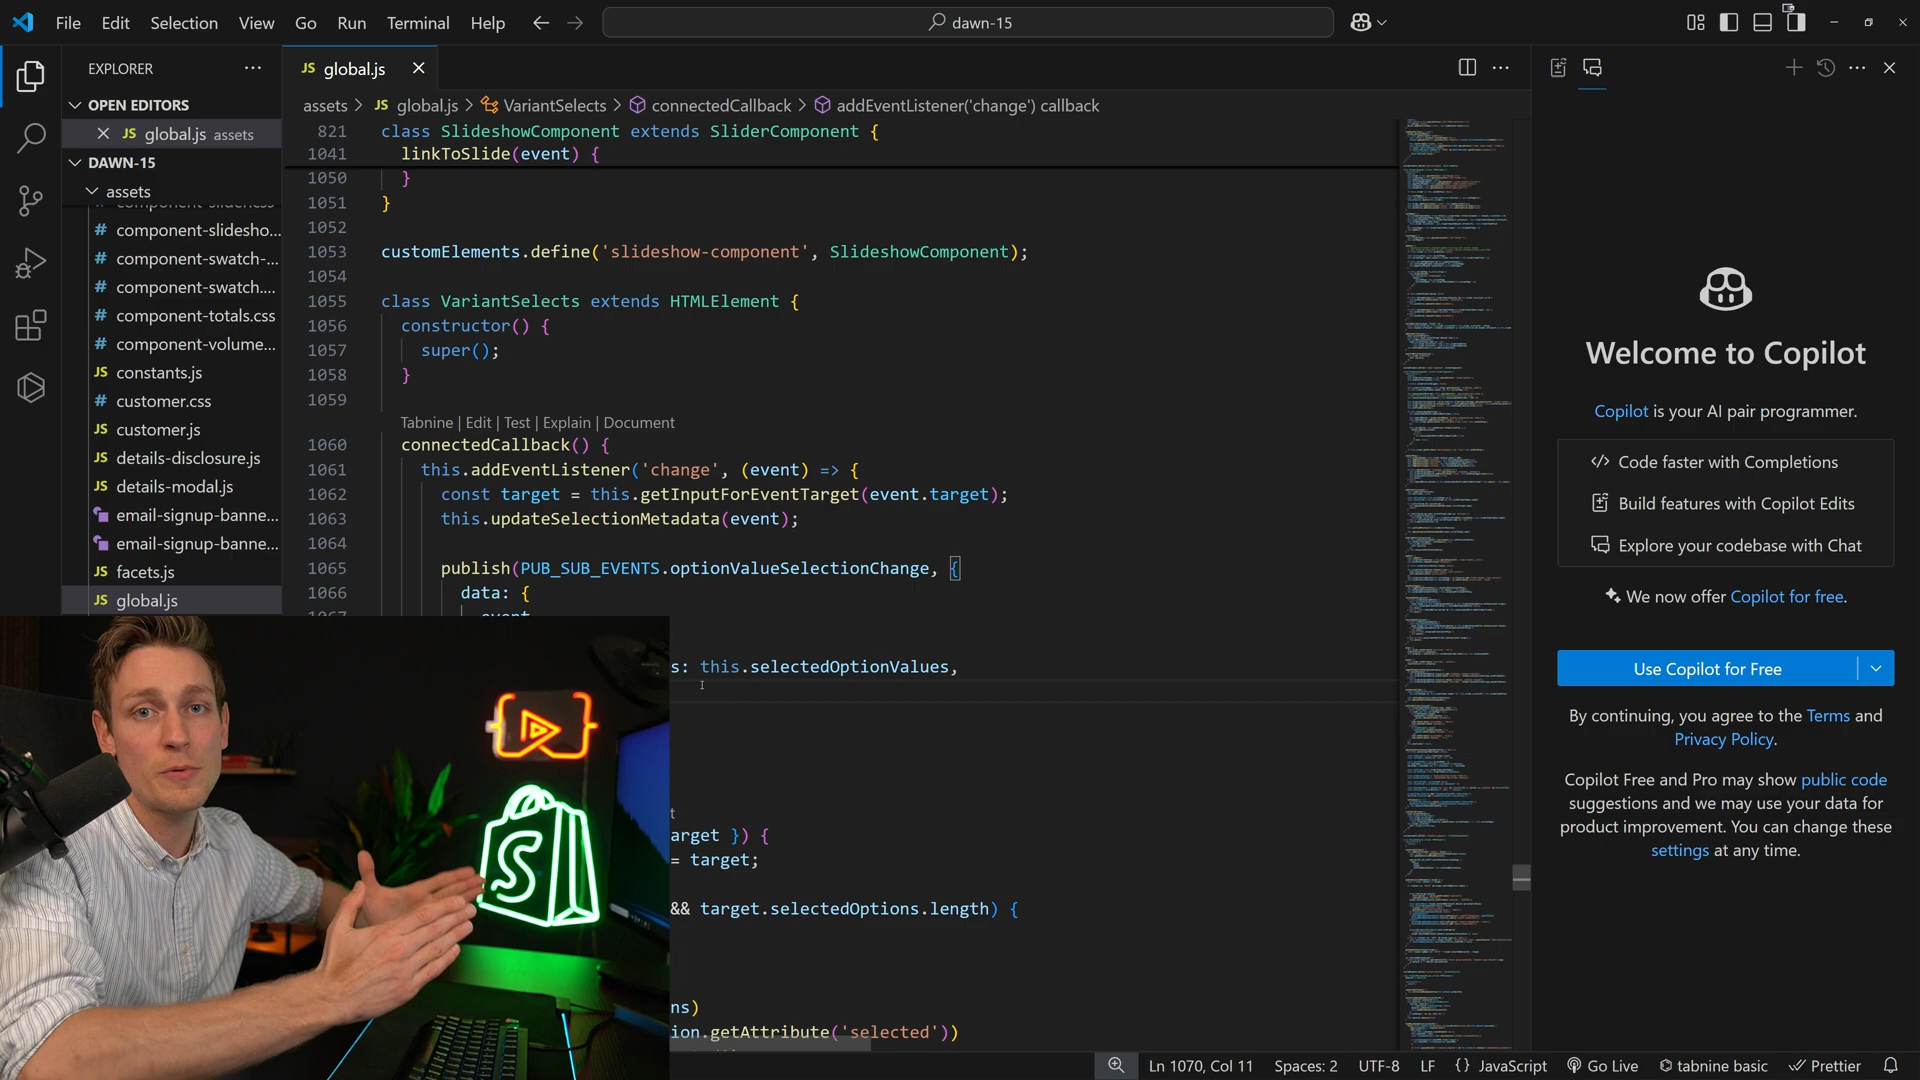 File Edit Selection View Go Run Terminal Help
dawn-15
EXPLORER
OPEN EDITORS
JS global.js assets
DAWN-15
assets
# component-slidesho...
# component-swatch-...
# component-swatch....
# component-totals.css
# component-volume...
JS constants.js
# customer.css
JS customer.js
JS details-disclosure.js
JS details-modal.js
email-signup-banne...
email-signup-banne...
JS facets.js
JS global.js
JS global.js
assets > JS global.js > VariantSelects > connectedCallback > addEventListener('change') callback
821 class SlideshowComponent extends SliderComponent {
1041 linkToSlide(event) {
1050 }
1051 }
1052
1053 customElements.define('slideshow-component', SlideshowComponent);
1054
1055 class VariantSelects extends HTMLElement {
1056 constructor() {
1057 super();
1058 }
1059
Tabnine | Edit | Test | Explain | Document
1060 connectedCallback() {
1061 this.addEventListener('change', (event) => {
1062 const target = this.getInputForEventTarget(event.target);
1063 this.updateSelectionMetadata(event);
1064
1065 publish(PUB_SUB_EVENTS.optionValueSelectionChange, {
1066 data: {
1067 event,
s: this.selectedOptionValues,
arget }) {
= target;
&& target.selectedOptions.length) {
ns)
ion.getAttribute('selected'))
S
Welcome to Copilot
Copilot is your AI pair programmer.
Code faster with Completions
Build features with Copilot Edits
Explore your codebase with Chat
We now offer Copilot for free.
Use Copilot for Free
By continuing, you agree to the Terms and
Privacy Policy.
Copilot Free and Pro may show public code
suggestions and we may use your data for
product improvement. You can change these
settings at any time.
Ln 1070, Col 11 Spaces: 2 UTF-8 LF {} JavaScript Go Live tabnine basic Prettier